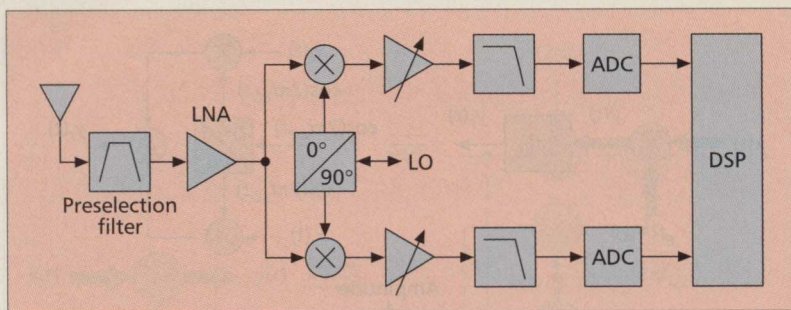 LNA
Preselection
filter
0°
90°
LO
ADC
ADC
DSP